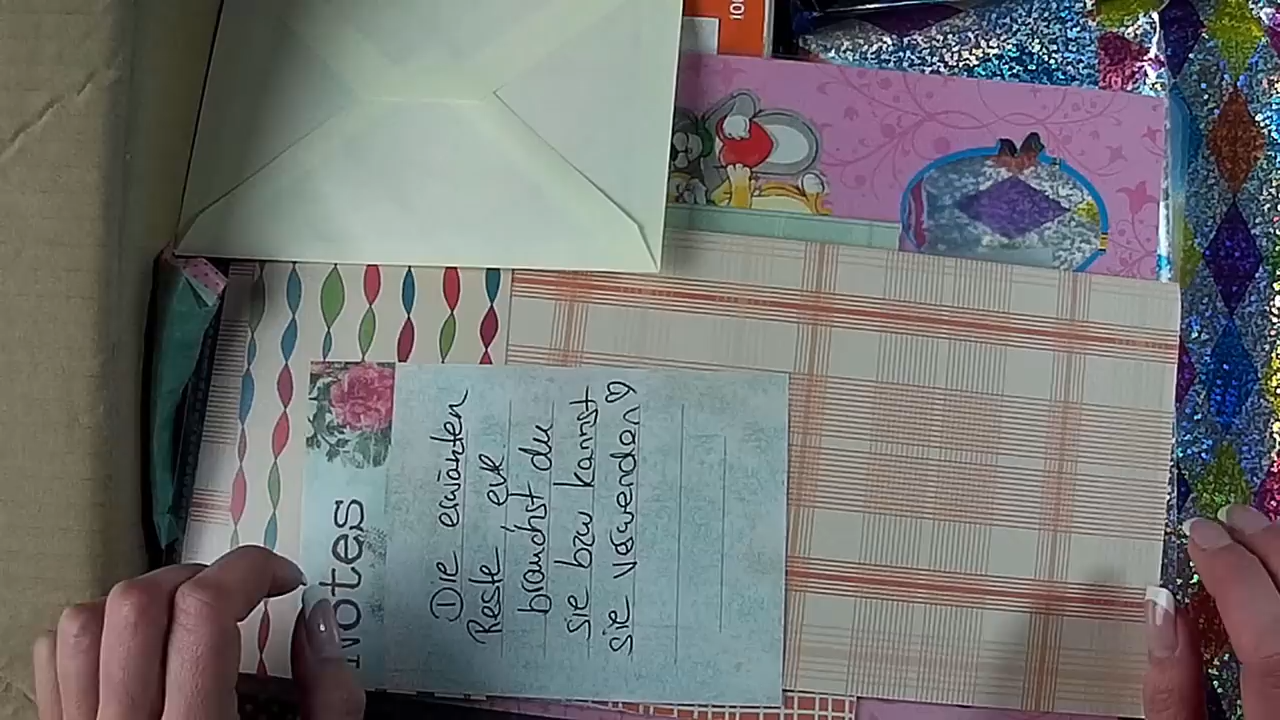 Notes
Die erwähnten
Reste evt.
brauchst du
sie bzw kannst
sie verwenden♡